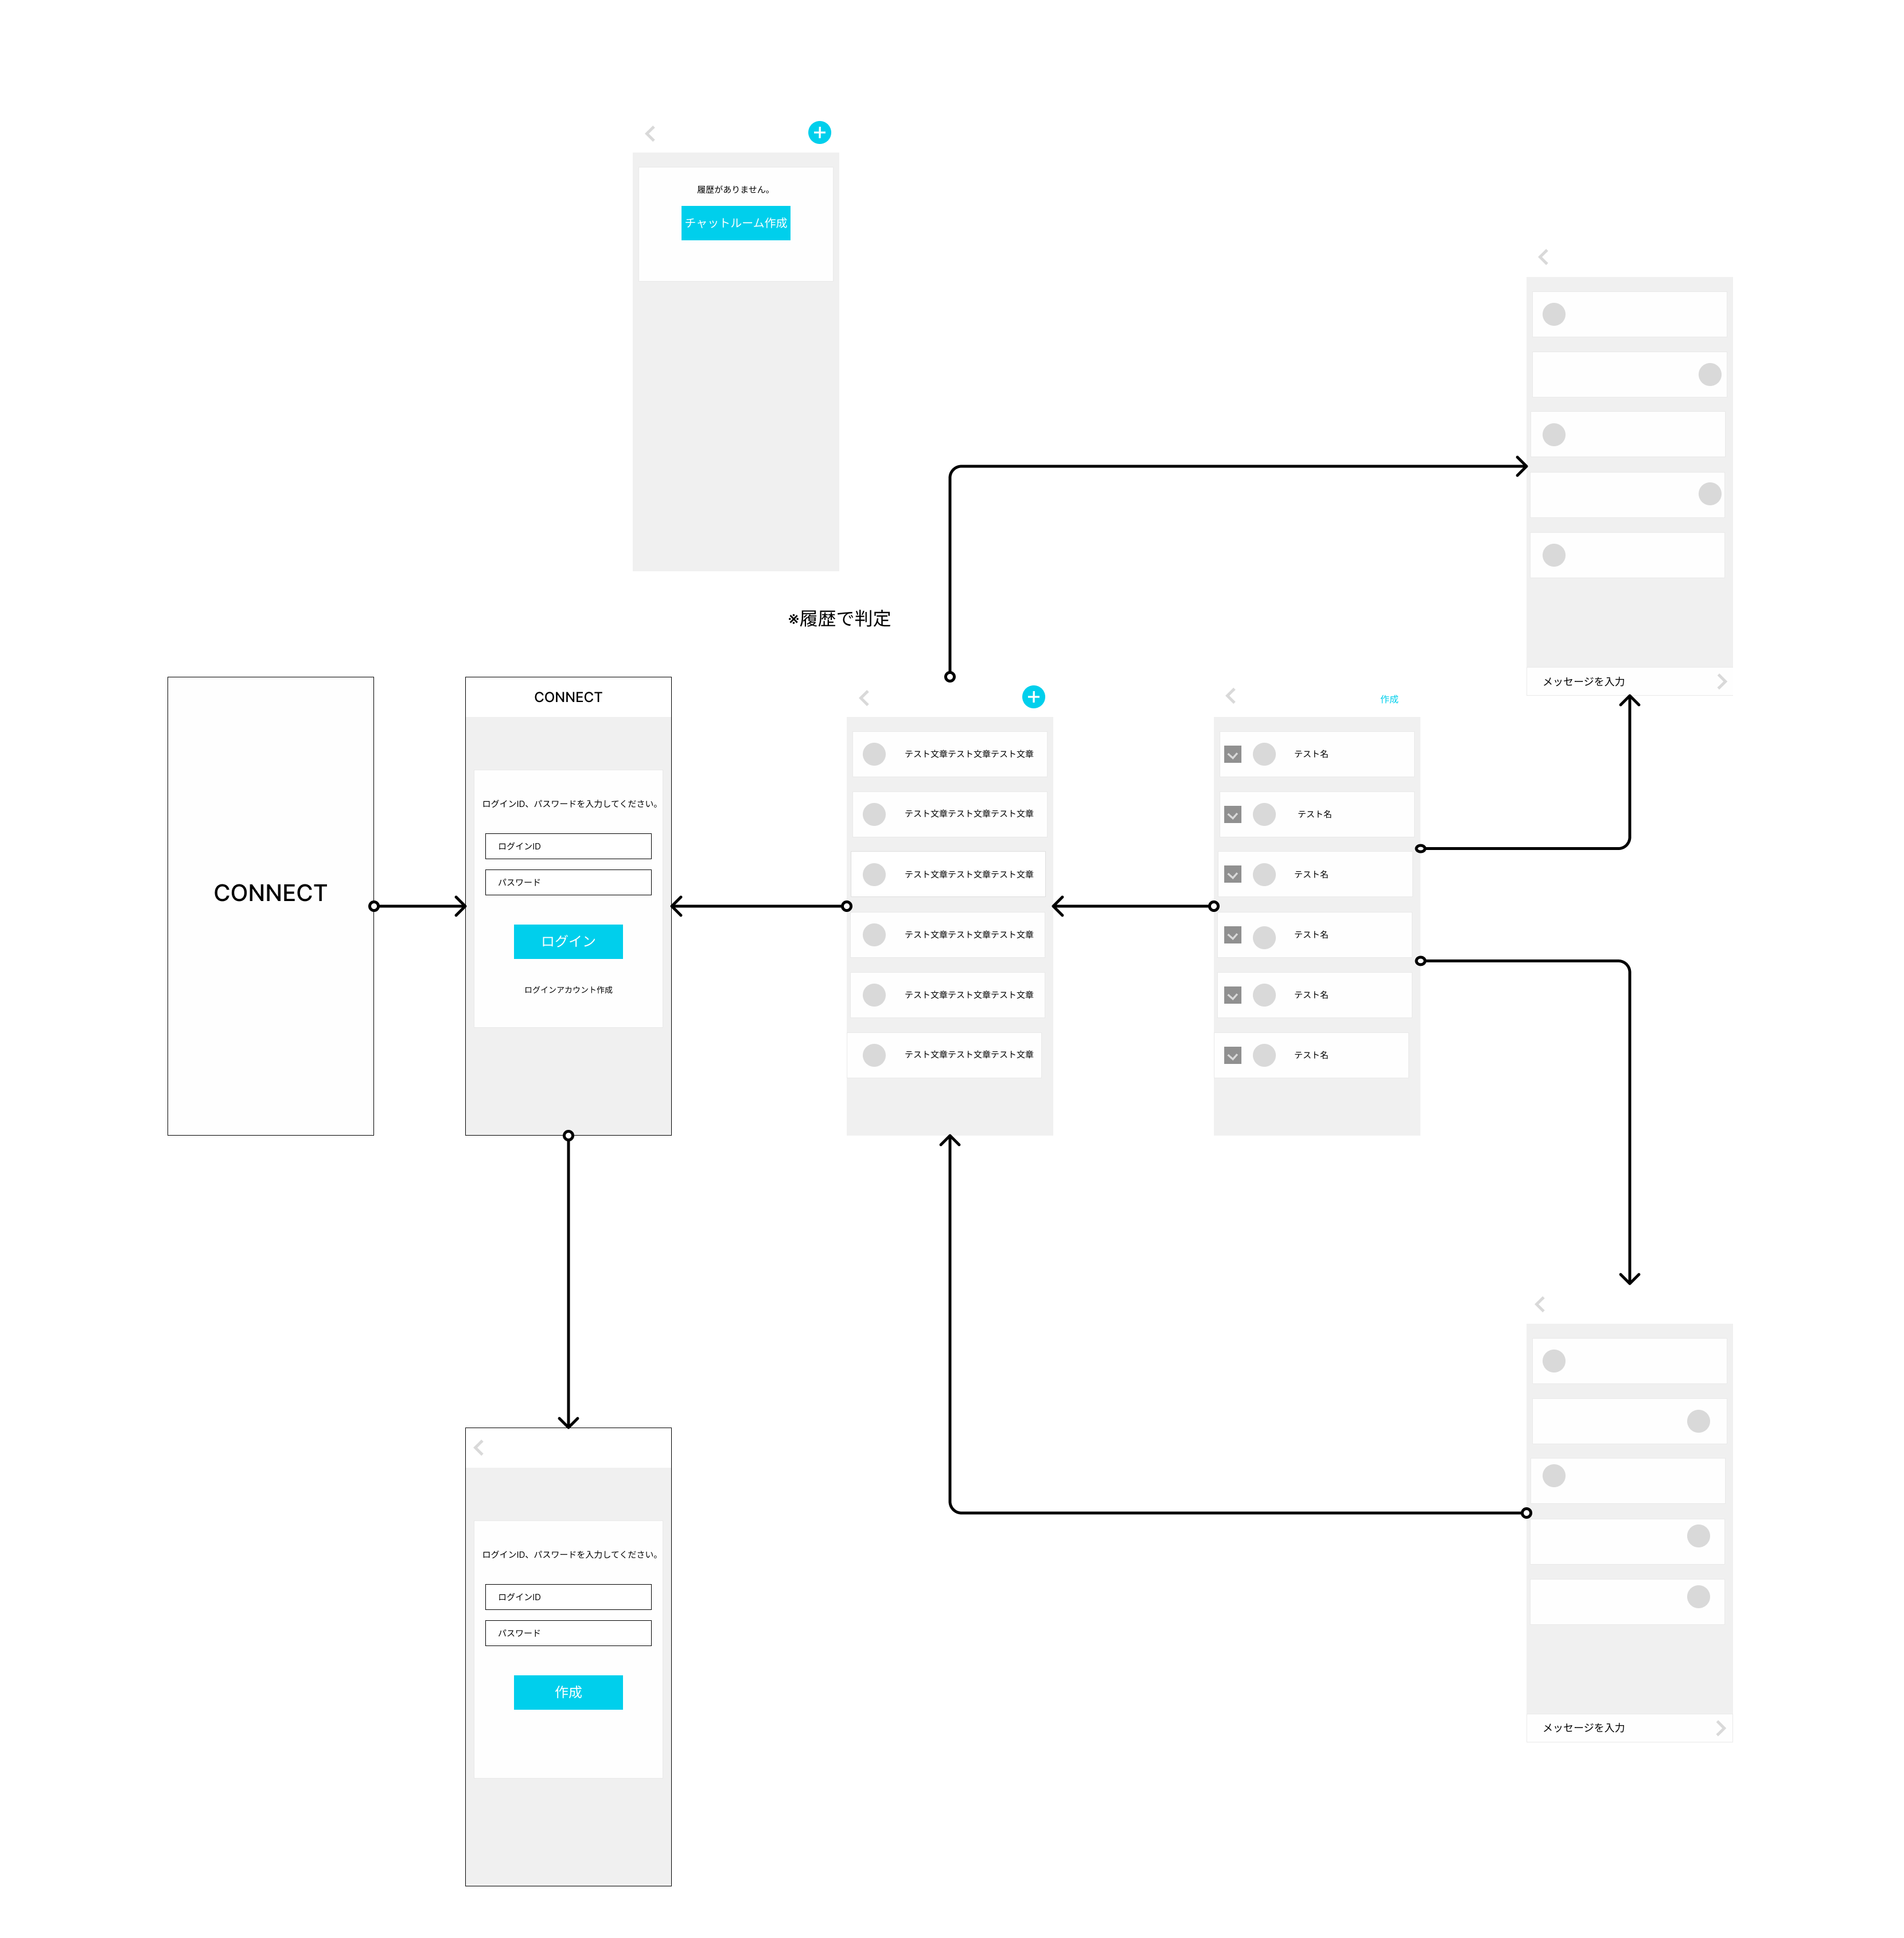 履歴がありません。
チャットルーム作成
※履歴で判定
メッセージを入力
CONNECT
CONNECT
ログインID、パスワードを入力してください。
ログインID
パスワード
ログイン
ログインアカウント作成
テスト文章テスト文章テスト文章
テスト文章テスト文章テスト文章
テスト文章テスト文章テスト文章
テスト文章テスト文章テスト文章
テスト文章テスト文章テスト文章
テスト文章テスト文章テスト文章
作成
テスト名
テスト名
テスト名
テスト名
テスト名
テスト名
ログインID、パスワードを入力してください。
ログインID
パスワード
作成
メッセージを入力